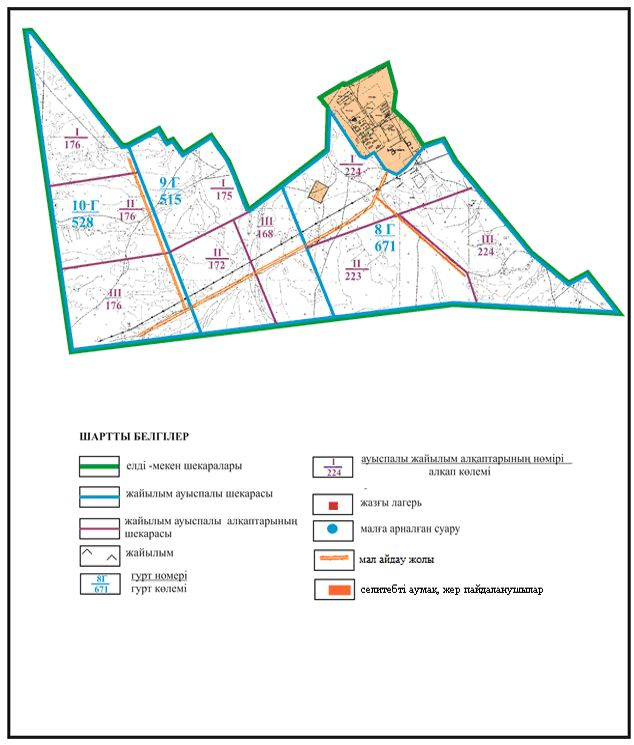 I
176
10 Г
528
II
176
III
176
9 Г
515
I
175
II
172
III
168
I
224
8 Г
671
II
223
III
224
ШАРТТЫ БЕЛГІЛЕР
елді -мекен шекаралары
жайылым ауыспалы шекарасы
жайылым ауыспалы алқаптарының
шекарасы
жайылым
8Г
671
гурт номері
гурт көлемі
I
224
ауыспалы жайылым алқаптарының нөмірі
алқап көлемі
-
жазғы лагерь
малға арналған суару
мал айдау жолы
селитебті аумақ, жер пайдаланушылар